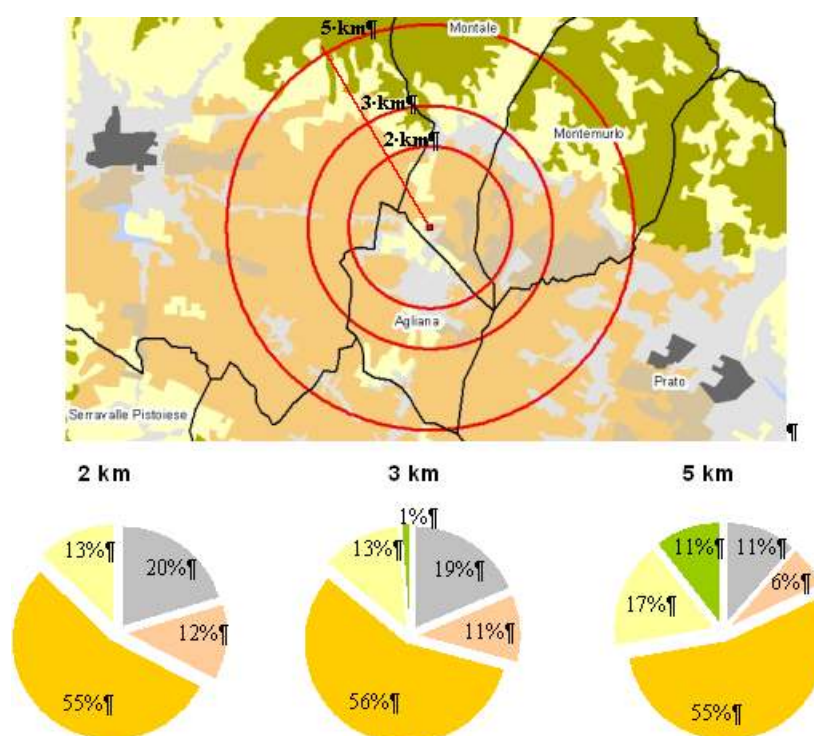 5·km¶
Montale
3·km¶
Montemurlo
2·km¶
Agliana
Prato
Serravalle Pistoiese
¶
2 km 3 km 5 km
13%¶ 20%¶ 12%¶ 55%¶
1%¶ 13%¶ 19%¶ 11%¶ 56%¶
11%¶ 11%¶ 6%¶ 17%¶ 55%¶